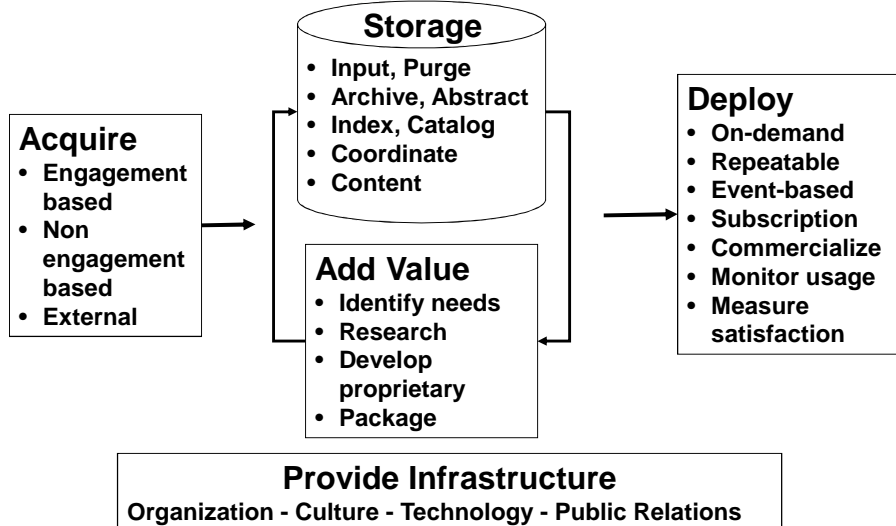 Storage
• Input, Purge
• Archive, Abstract
• Index, Catalog
• Coordinate
• Content
Acquire
• Engagement
based
• Non
engagement
based
• External
Add Value
• Identify needs
• Research
• Develop
proprietary
• Package
Deploy
• On-demand
• Repeatable
• Event-based
• Subscription
• Commercialize
• Monitor usage
• Measure
satisfaction
Provide Infrastructure
Organization - Culture - Technology - Public Relations